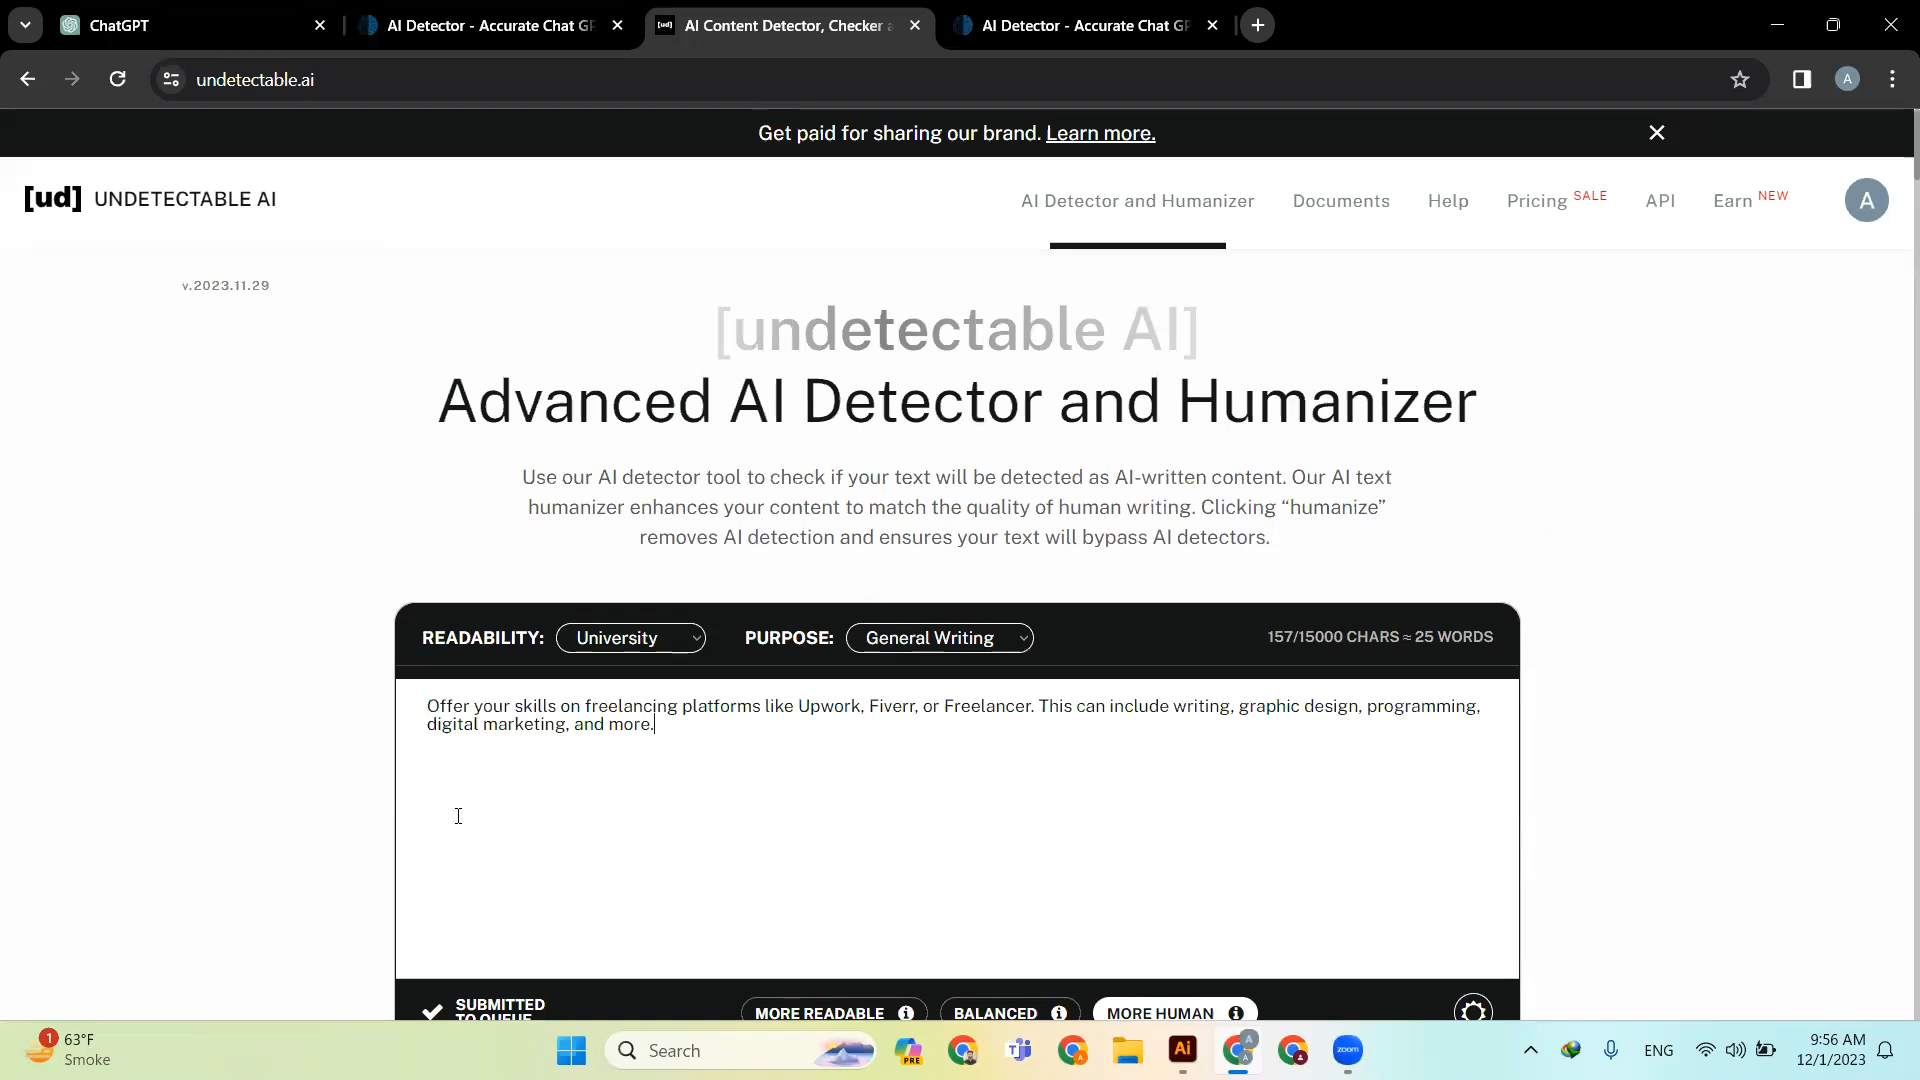 ChatGPT
AI Detector - Accurate Chat GP
AI Content Detector, Checker a
AI Detector - Accurate Chat GP
undetectable.ai
A
Get paid for sharing our brand. Learn more.
[ud] UNDETECTABLE AI
AI Detector and Humanizer
Documents
Help
Pricing SALE
API
Earn NEW
A
v.2023.11.29
[undetectable AI]
Advanced AI Detector and Humanizer
Use our AI detector tool to check if your text will be detected as AI-written content. Our AI text
humanizer enhances your content to match the quality of human writing. Clicking “humanize”
removes AI detection and ensures your text will bypass AI detectors.
READABILITY: University
PURPOSE: General Writing
157/15000 CHARS ≈ 25 WORDS
Offer your skills on freelancing platforms like Upwork, Fiverr, or Freelancer. This can include writing, graphic design, programming,
digital marketing, and more.
SUBMITTED
TO QUEUE
MORE READABLE
BALANCED
MORE HUMAN
1
63°F
Smoke
Search
PRE
Ai
zoom
ENG
9:56 AM
12/1/2023